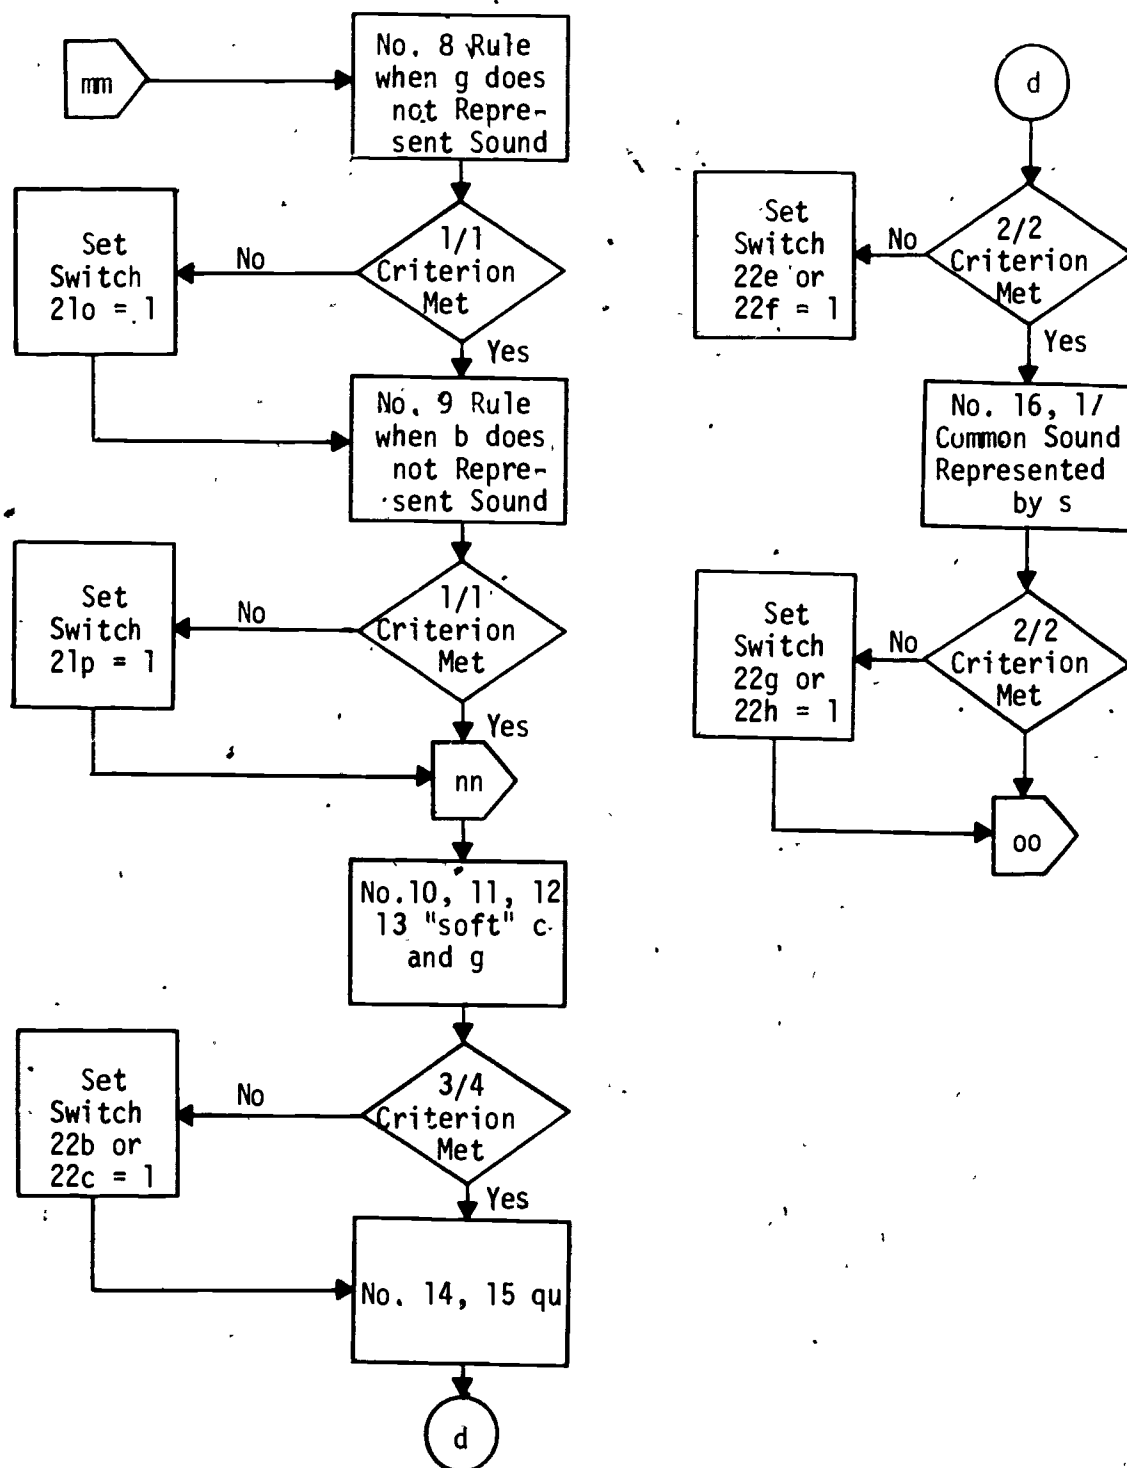 mm
No. 8 Rule
when g does
not Repre-
sent Sound
1/1
Criterion
Met
No
Set
Switch
21o = 1
Yes
No. 9 Rule
when b does
not Repre-
sent Sound
1/1
Criterion
Met
No
Set
Switch
21p = 1
Yes
nn
No.10, 11, 12
13 "soft" c
and g
3/4
Criterion
Met
No
Set
Switch
22b or
22c = 1
Yes
No. 14, 15 qu
d
d
2/2
Criterion
Met
No
Set
Switch
22e or
22f = 1
Yes
No. 16, 1/
Common Sound
Represented
by s
2/2
Criterion
Met
No
Set
Switch
22g or
22h = 1
oo